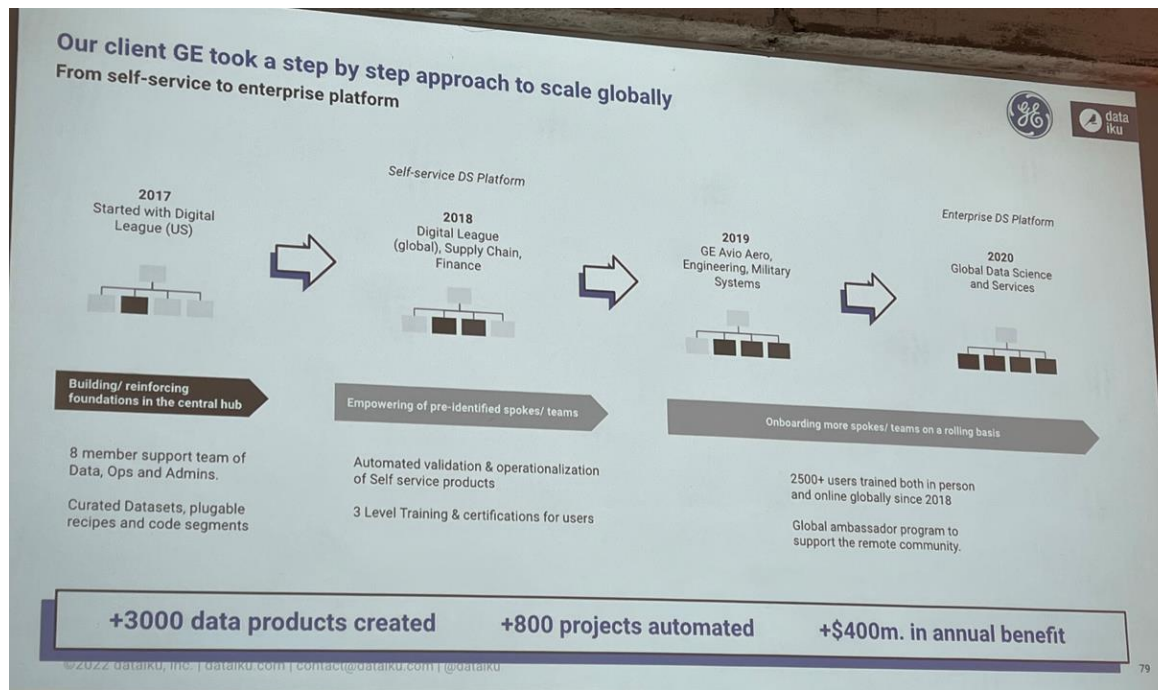 Our client GE took a step by step approach to scale globally
From self-service to enterprise platform
GE
data
iku
Self-service DS Platform
Enterprise DS Platform
2017
Started with Digital
League (US)
2018
Digital League
(global), Supply Chain,
Finance
2019
GE Avio Aero,
Engineering, Military
Systems
2020
Global Data Science
and Services
Building/ reinforcing
foundations in the central hub
Empowering of pre-identified spokes/ teams
Onboarding more spokes/ teams on a rolling basis
8 member support team of
Data, Ops and Admins.
Curated Datasets, plugable
recipes and code segments
Automated validation & operationalization
of Self service products
3 Level Training & certifications for users
2500+ users trained both in person
and online globally since 2018
Global ambassador program to
support the remote community.
+3000 data products created
+800 projects automated
+$400m. in annual benefit
©2022 dataiku, Inc. | dataiku.com | contact@dataiku.com | @dataiku
79